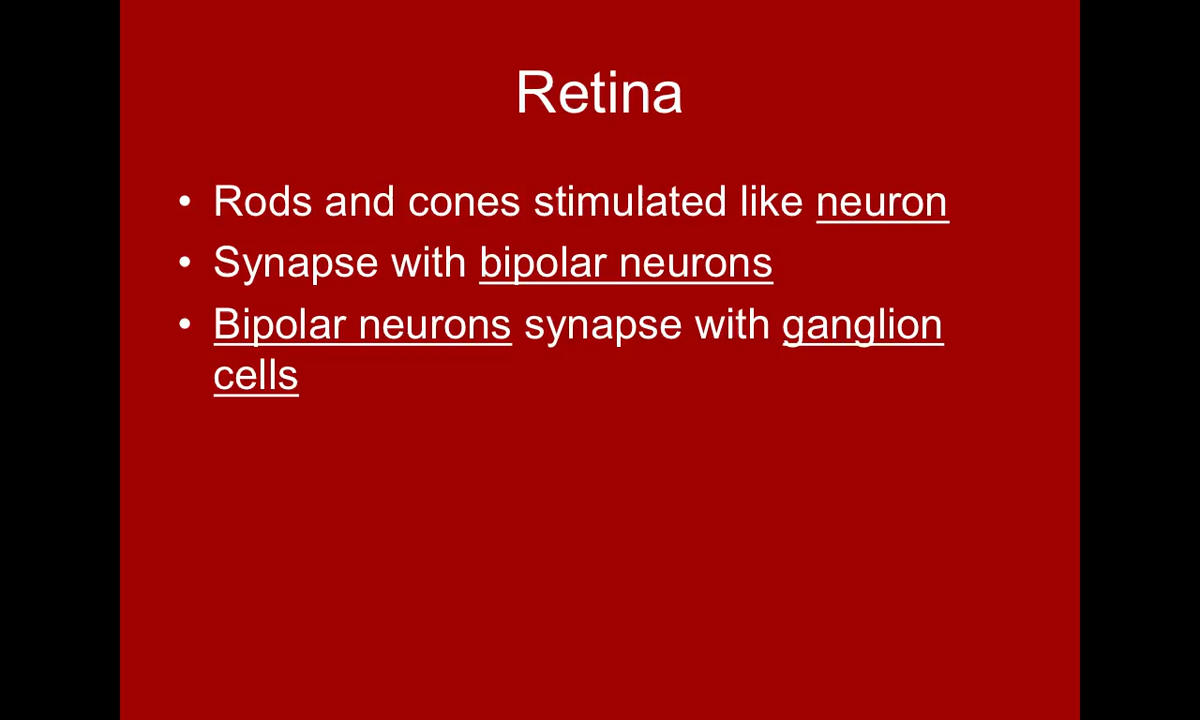 Retina
• Rods and cones stimulated like neuron
• Synapse with bipolar neurons
• Bipolar neurons synapse with ganglion
cells